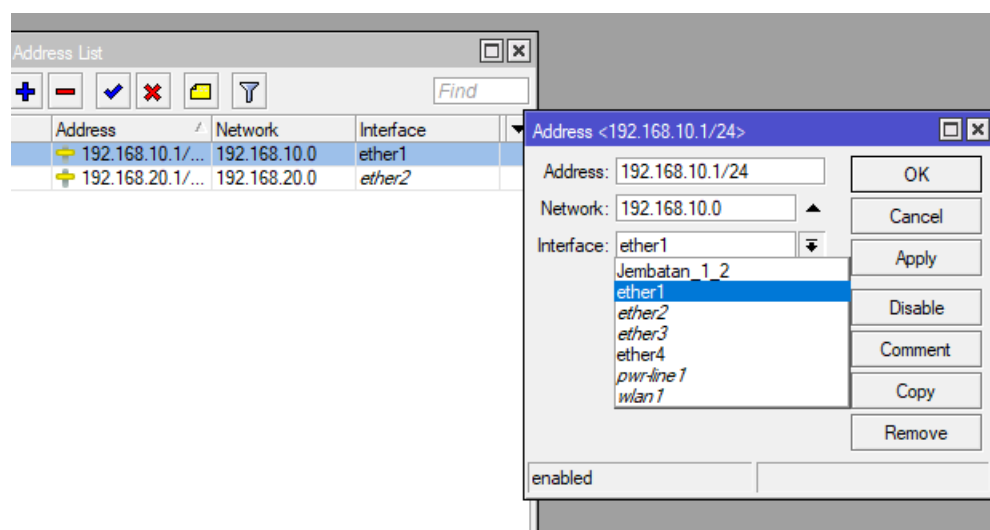 Address List
Find
Address Network Interface
192.168.10.1/... 192.168.10.0 ether1
192.168.20.1/... 192.168.20.0 ether2
Address <192.168.10.1/24>
Address: 192.168.10.1/24
Network: 192.168.10.0
Interface: ether1
Jembatan_1_2
ether1
ether2
ether3
ether4
pwr-line1
wlan1
OK
Cancel
Apply
Disable
Comment
Copy
Remove
enabled